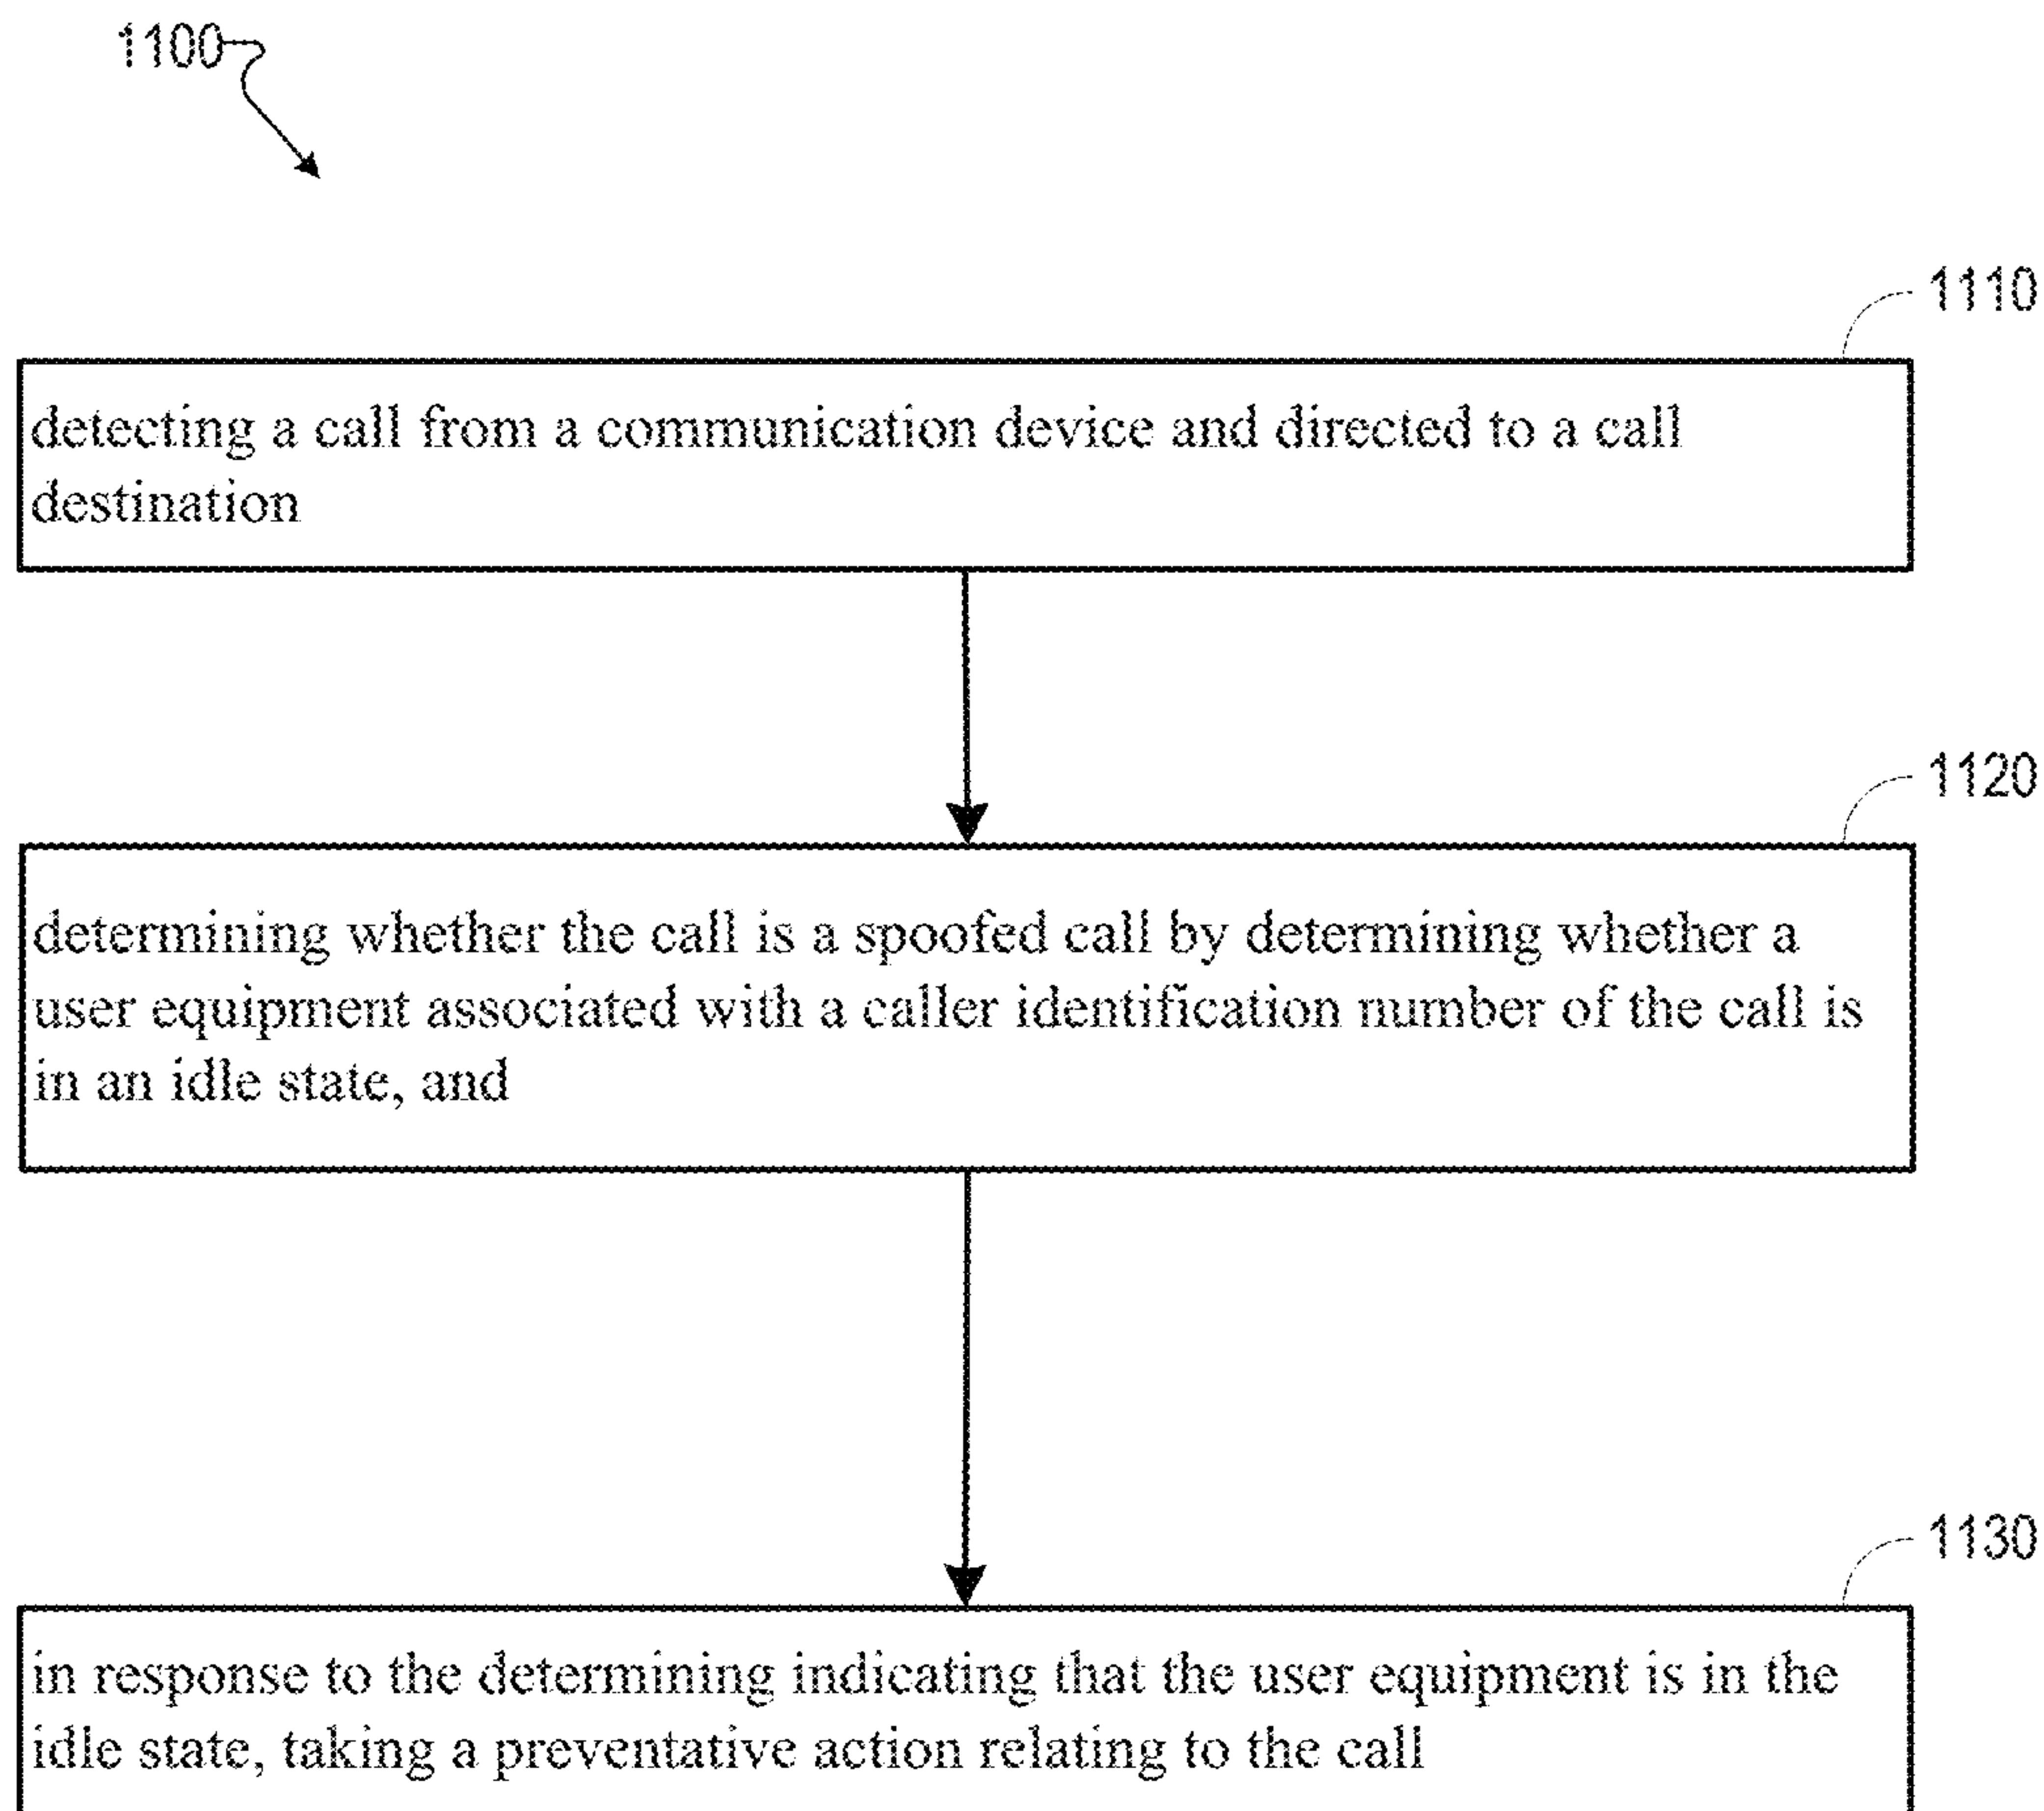 1100
1110
detecting a call from a communication device and directed to a call
destination
1120
determining whether the call is a spoofed call by determining whether a
user equipment associated with a caller identification number of the call is
in an idle state, and
1130
in response to the determining indicating that the user equipment is in the
idle state, taking a preventative action relating to the call